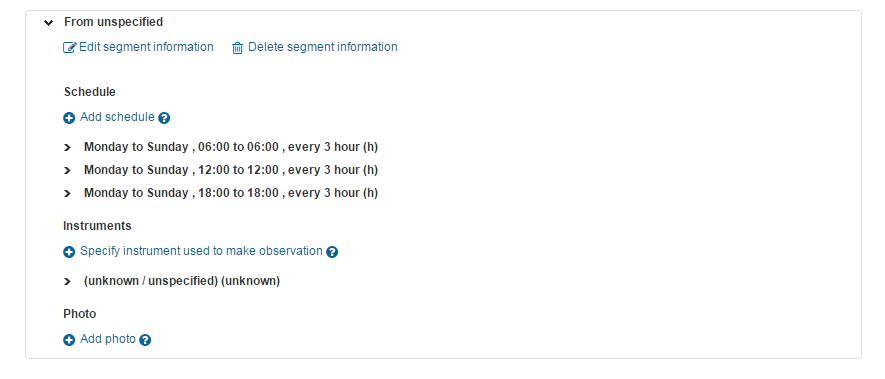 From unspecified
Edit segment information Delete segment information
Schedule
Add schedule ?
Monday to Sunday , 06:00 to 06:00 , every 3 hour (h)
Monday to Sunday , 12:00 to 12:00 , every 3 hour (h)
Monday to Sunday , 18:00 to 18:00 , every 3 hour (h)
Instruments
Specify instrument used to make observation ?
(unknown / unspecified) (unknown)
Photo
Add photo ?